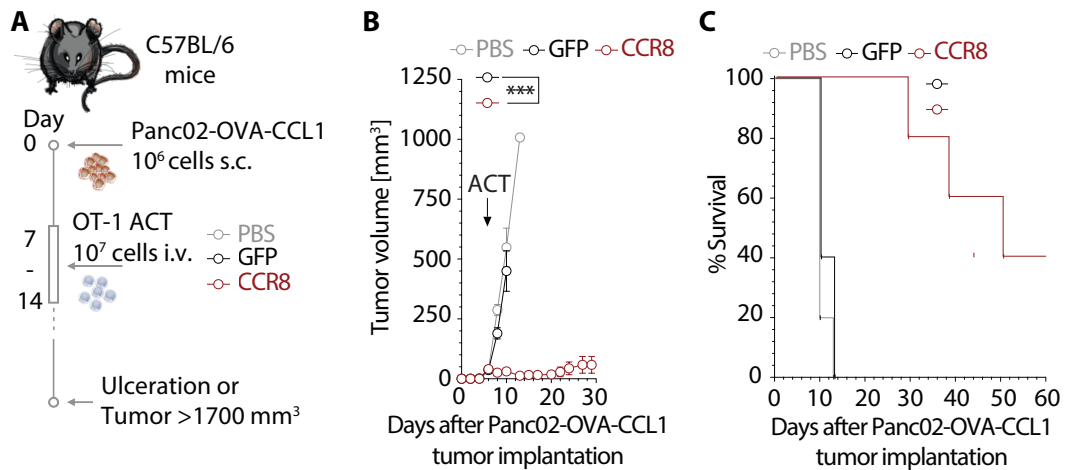 A
C57BL/6
mice
Day
0
Panc02-OVA-CCL1
10⁶ cells s.c.
7
-
14
OT-1 ACT
10⁷ cells i.v.
PBS
GFP
CCR8
Ulceration or
Tumor >1700 mm³
B
PBS GFP CCR8
***
ACT
Tumor volume [mm³]
1250
1000
750
500
250
0
0 10 20 30
Days after Panc02-OVA-CCL1
tumor implantation
C
PBS GFP CCR8
% Survival
100
80
60
40
20
0
0 10 20 30 40 50 60
Days after Panc02-OVA-CCL1
tumor implantation